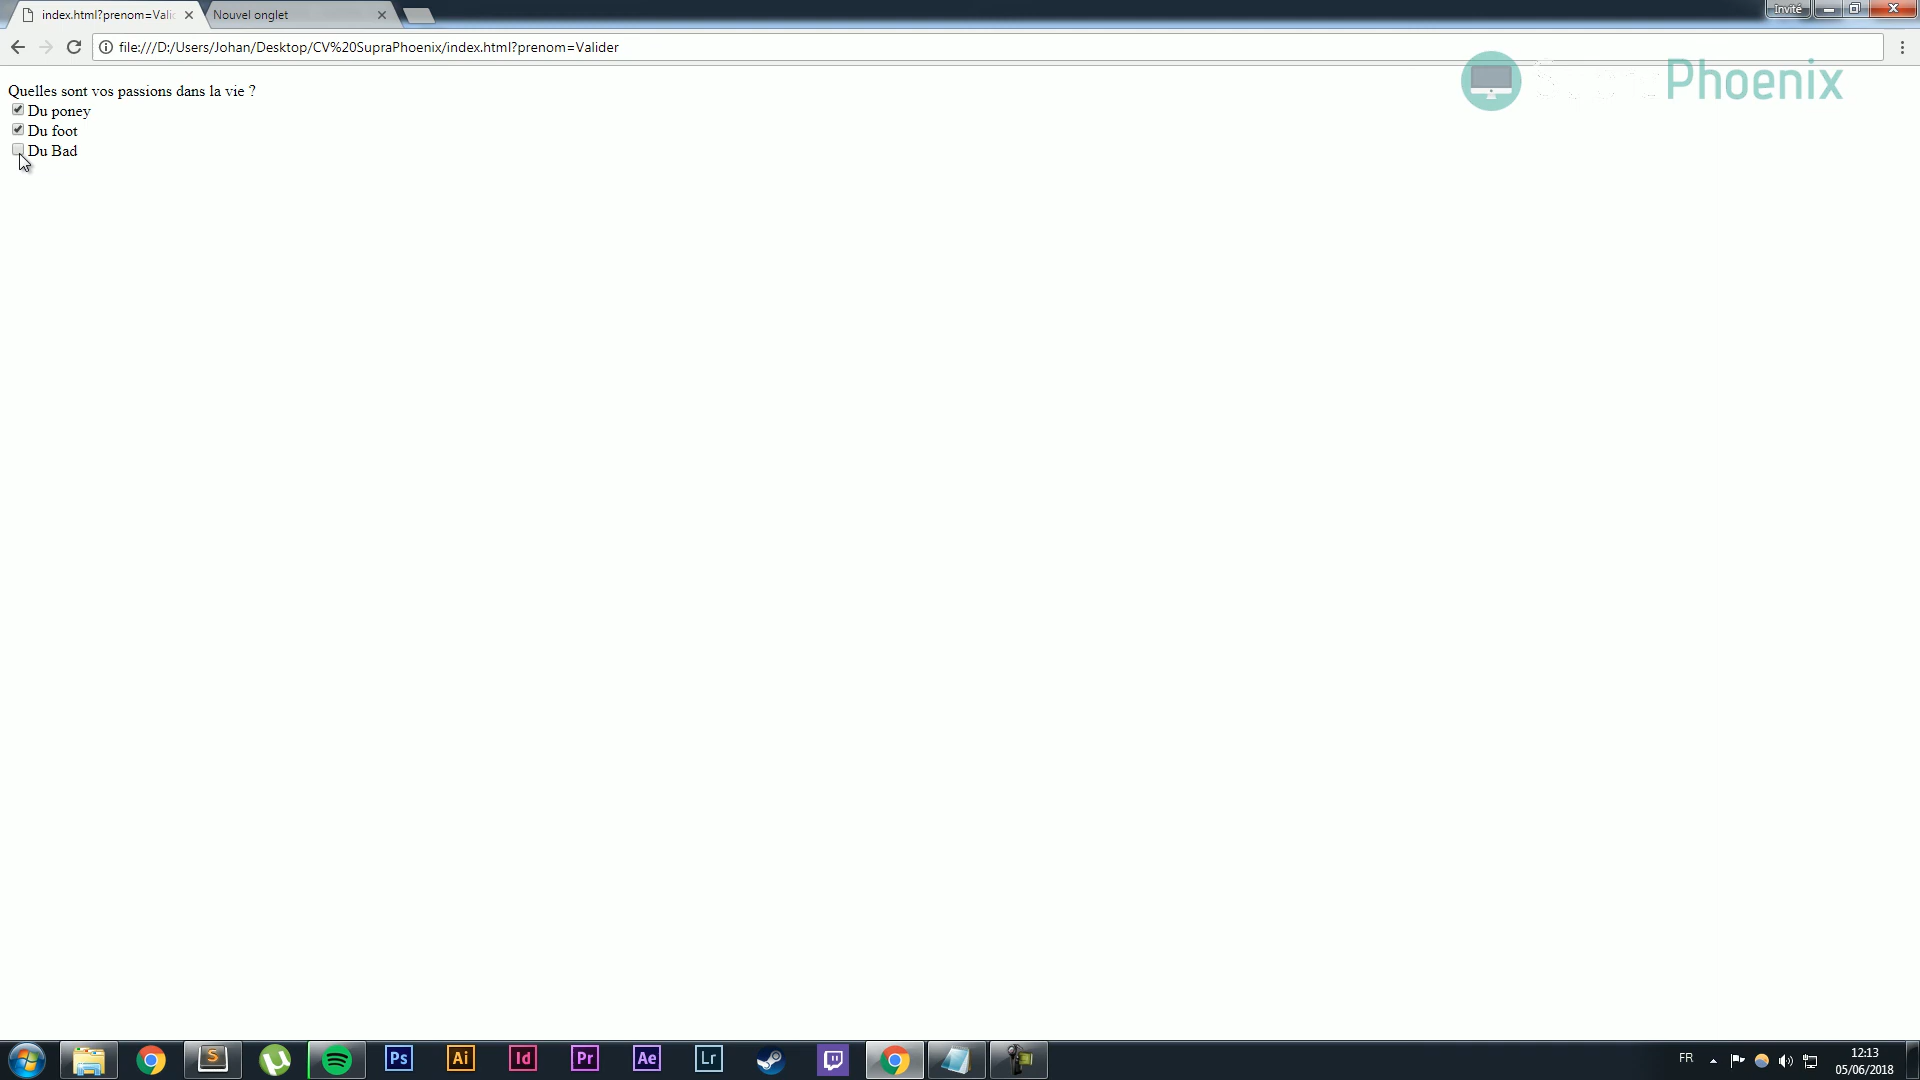 index.html?prenom=Vali
Nouvel onglet
Invité
file:///D:/Users/Johan/Desktop/CV%20SupraPhoenix/index.html?prenom=Valider
Phoenix
Quelles sont vos passions dans la vie ?
Du poney
Du foot
Du Bad
S
Ps
Ai
Id
Pr
Ae
Lr
FR
12:13
05/06/2018